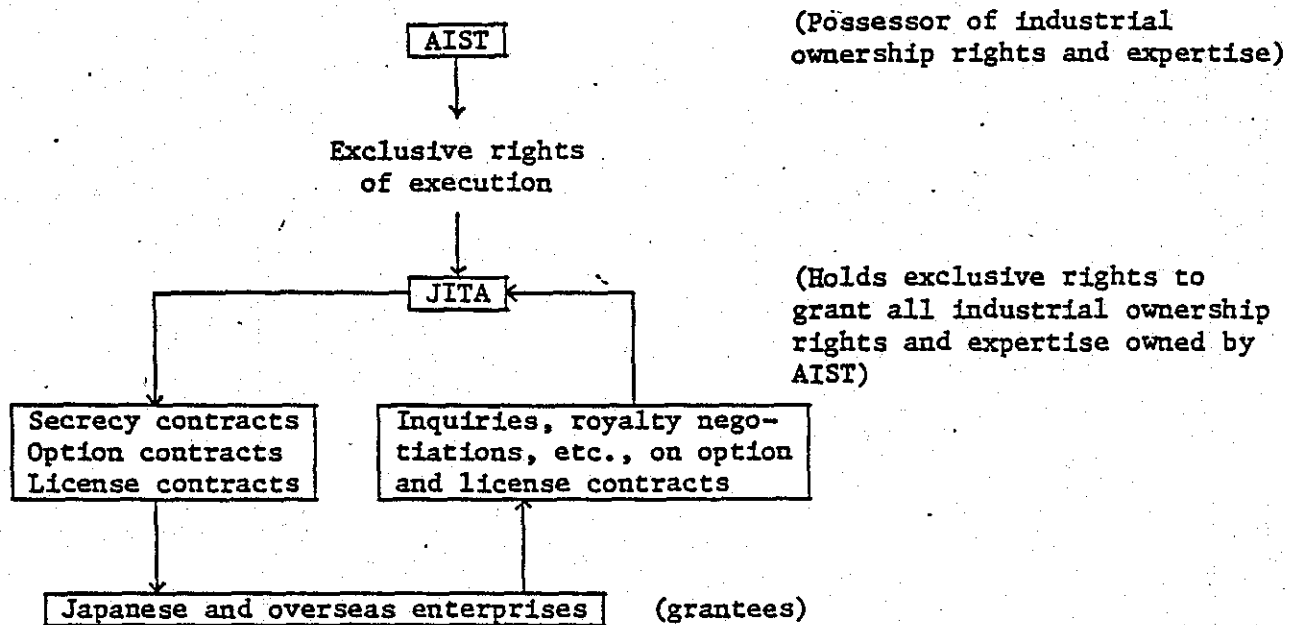 AIST
(Possessor of industrial
ownership rights and expertise)
Exclusive rights
of execution
JITA
(Holds exclusive rights to
grant all industrial ownership
rights and expertise owned by
AIST)
Secrecy contracts
Option contracts
License contracts
Inquiries, royalty nego-
tiations, etc., on option
and license contracts
Japanese and overseas enterprises
(grantees)